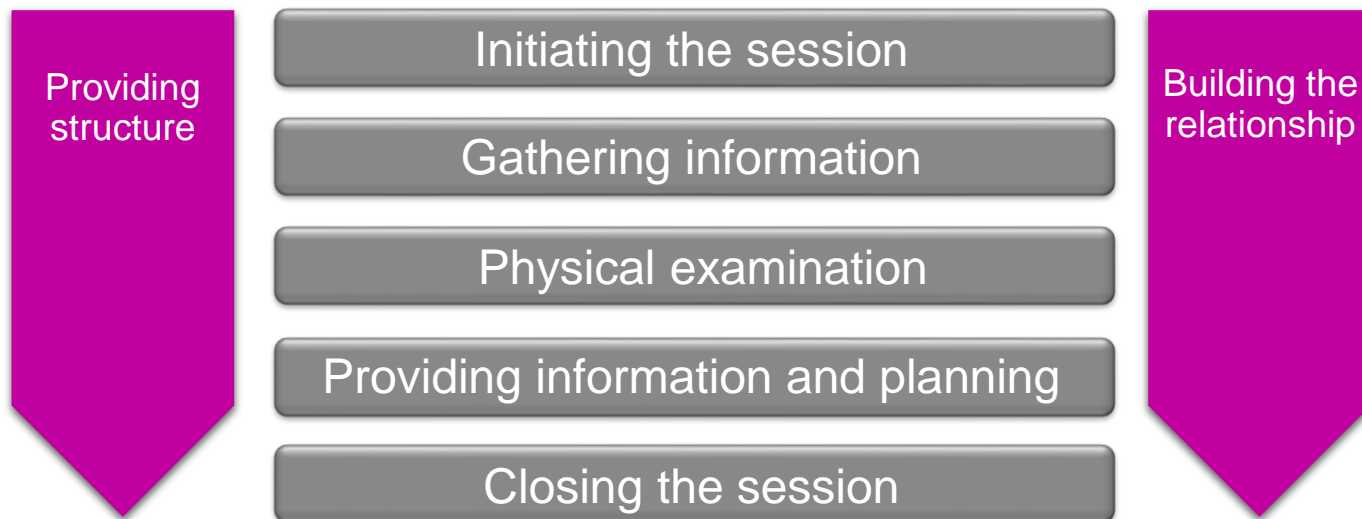 Providing
structure
Initiating the session
Gathering information
Physical examination
Providing information and planning
Closing the session
Building the
relationship